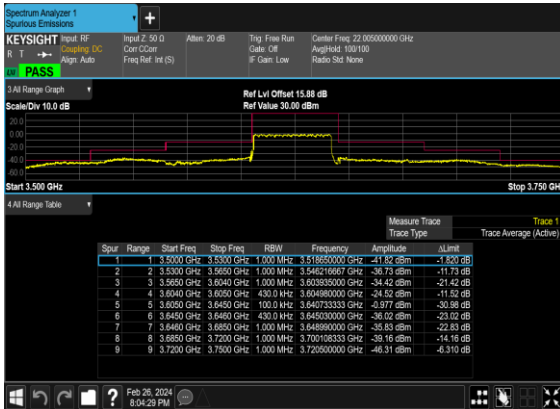 Spectrum Analyzer 1
Spurious Emissions
KEYSIGHT Input: RF Input Z: 50 Ω Atten: 20 dB Trig: Free Run Center Freq: 22.005000000 GHz
R T Coupling: DC Corr CCorr Gate: Off Avg|Hold: 100/100
Align: Auto Freq Ref: Int (S) IF Gain: Low Radio Std: None
PASS
3 All Range Graph Ref Lvl Offset 15.88 dB
Scale/Div 10.0 dB Ref Value 30.00 dBm
20.0
0.00
-20.0
-40.0
Start 3.500 GHz Stop 3.750 GH
4 All Range Table
Measure Trace Trace 1
Trace Type Trace Average (Active)
Spur Range Start Freq Stop Freq RBW Frequency Amplitude ΔLimit
1 1 3.5000 GHz 3.5300 GHz 1.000 MHz 3.518650000 GHz -41.82 dBm -1.820 dB
2 2 3.5300 GHz 3.5650 GHz 1.000 MHz 3.546216667 GHz -36.73 dBm -11.73 dB
3 3 3.5650 GHz 3.6040 GHz 1.000 MHz 3.603935000 GHz -34.42 dBm -21.42 dB
4 4 3.6040 GHz 3.6050 GHz 430.0 kHz 3.604980000 GHz -24.52 dBm -11.52 dB
5 5 3.6050 GHz 3.6450 GHz 100.0 kHz 3.640733333 GHz -0.977 dBm -30.98 dB
6 6 3.6450 GHz 3.6460 GHz 430.0 kHz 3.645030000 GHz -36.02 dBm -23.02 dB
7 7 3.6460 GHz 3.6850 GHz 1.000 MHz 3.648990000 GHz -35.83 dBm -22.83 dB
8 8 3.6850 GHz 3.7200 GHz 1.000 MHz 3.700108333 GHz -39.16 dBm -14.16 dB
9 9 3.7200 GHz 3.7500 GHz 1.000 MHz 3.720500000 GHz -46.31 dBm -6.310 dB
Feb 26, 2024
8:04:29 PM